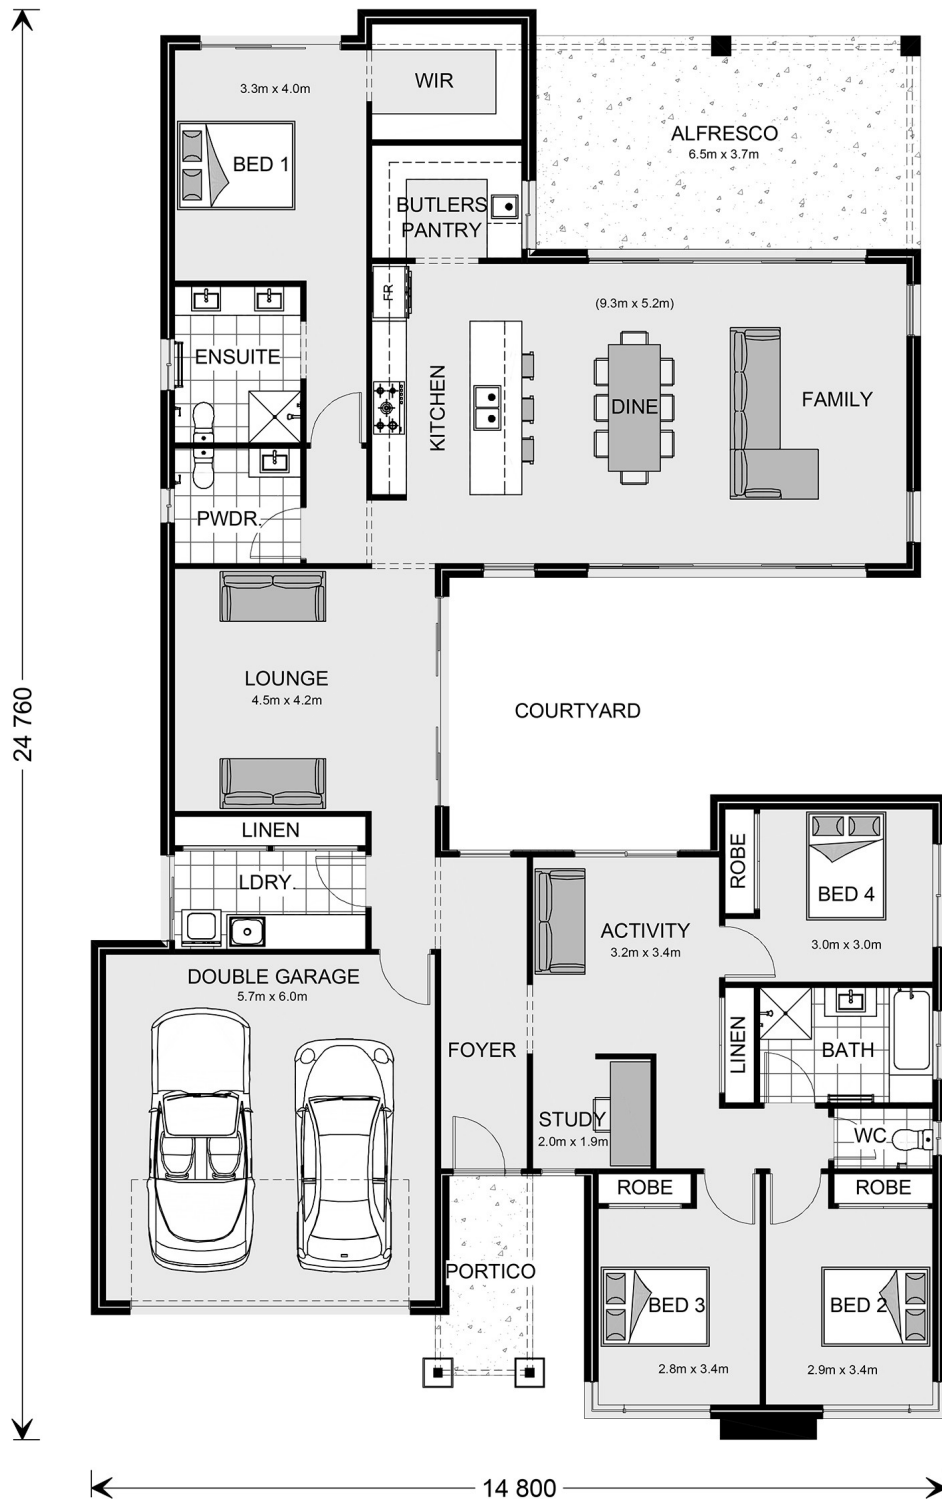 WIR
3.3m x 4.0m
BED 1
ALFRESCO
6.5m x 3.7m
BUTLERS
PANTRY
FR
(9.3m x 5.2m)
ENSUITE
KITCHEN
DINE
FAMILY
PWDR.
LOUNGE
4.5m x 4.2m
COURTYARD
24 760
LINEN
LDRY.
ROBE
BED 4
3.0m x 3.0m
ACTIVITY
3.2m x 3.4m
DOUBLE GARAGE
5.7m x 6.0m
FOYER
LINEN
BATH
STUDY
2.0m x 1.9m
WC
ROBE
ROBE
PORTICO
BED 3
BED 2
2.8m x 3.4m
2.9m x 3.4m
14 800